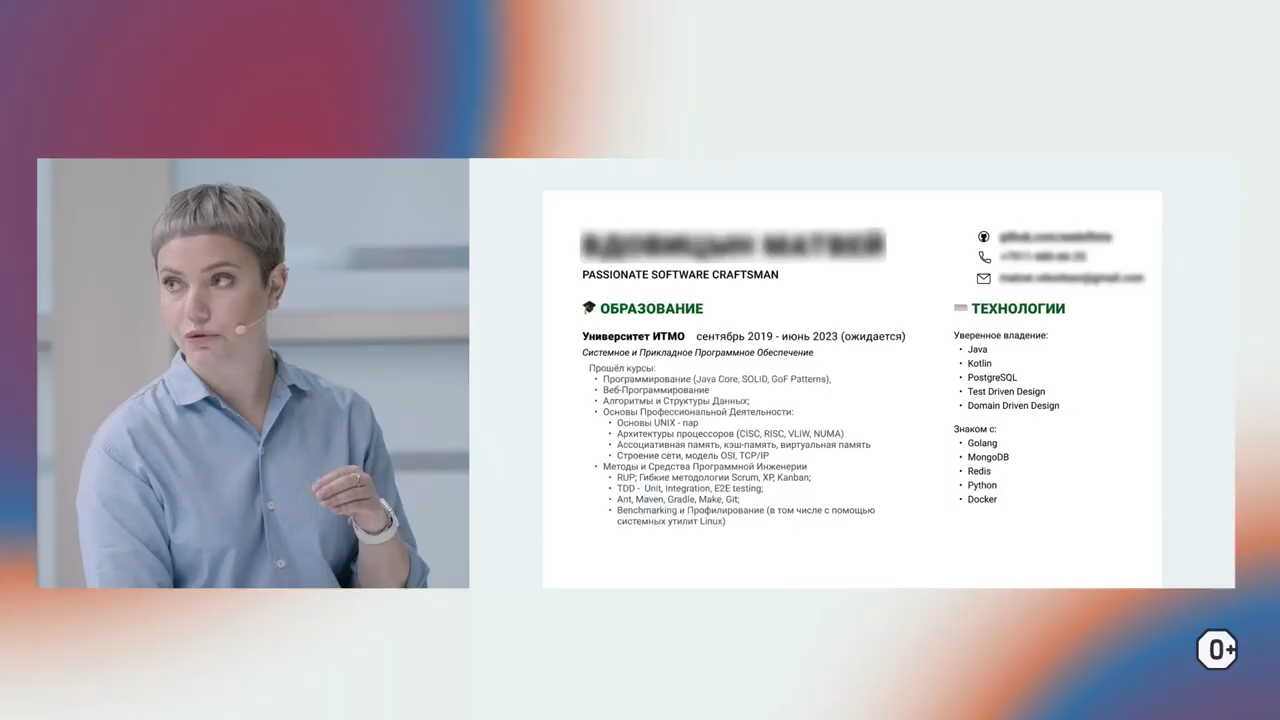 PASSIONATE SOFTWARE CRAFTSMAN
ОБРАЗОВАНИЕ
Университет ИТМО сентябрь 2019 - июнь 2023 (ожидается)
Системное и Прикладное Программное Обеспечение
Прошёл курсы:
• Программирование (Java Core, SOLID, GoF Patterns),
• Веб-Программирование
• Алгоритмы и Структуры Данных;
• Основы Профессиональной Деятельности:
• Основы UNIX - пар
• Архитектуры процессоров (CISC, RISC, VLIW, NUMA)
• Ассоциативная память, кэш-память, виртуальная память
• Строение сети, модель OSI, TCP/IP
• Методы и Средства Программной Инженерии
• RUP; Гибкие методологии Scrum, XP, Kanban;
• TDD - Unit, Integration, E2E testing;
• Ant, Maven, Gradle, Make, Git;
• Benchmarking и Профилирование (в том числе с помощью
системных утилит Linux)
ТЕХНОЛОГИИ
Уверенное владение:
• Java
• Kotlin
• PostgreSQL
• Test Driven Design
• Domain Driven Design
Знаком с:
• Golang
• MongoDB
• Redis
• Python
• Docker
0+